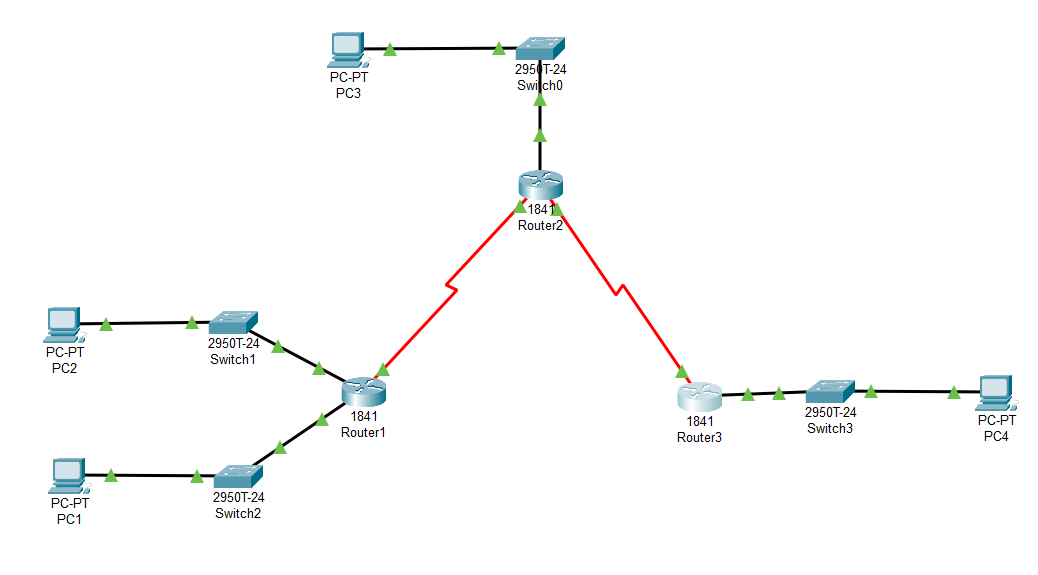 PC-PT
PC3
2950T-24
Switch0
1841
Router2
PC-PT
PC2
2950T-24
Switch1
1841
Router1
PC-PT
PC1
2950T-24
Switch2
1841
Router3
2950T-24
Switch3
PC-PT
PC4